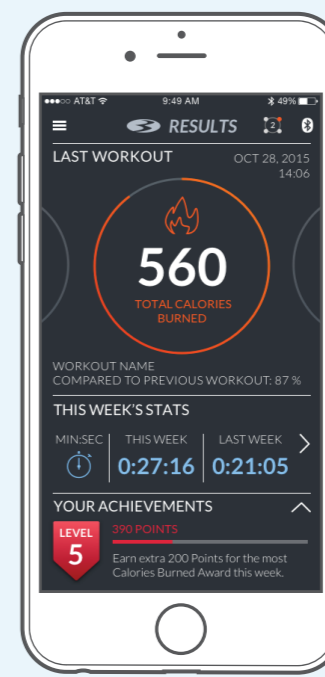 AT&T 9:49 AM 49%
RESULTS 2
LAST WORKOUT OCT 28, 2015
14:06
560
TOTAL CALORIES
BURNED
WORKOUT NAME
COMPARED TO PREVIOUS WORKOUT: 87 %
THIS WEEK'S STATS
MIN:SEC THIS WEEK LAST WEEK
0:27:16 0:21:05
YOUR ACHIEVEMENTS
LEVEL 390 POINTS
5
Earn extra 200 Points for the most
Calories Burned Award this week.